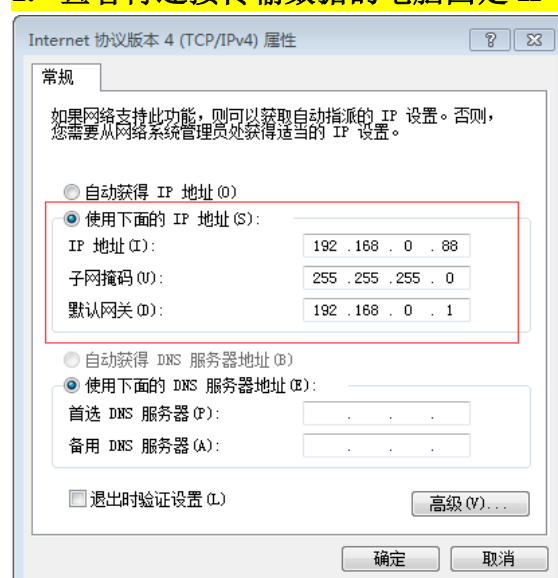 Internet 协议版本 4 (TCP/IPv4) 属性
常规
如果网络支持此功能，则可以获取自动指派的 IP 设置。否则，
您需要从网络系统管理员处获得适当的 IP 设置。
自动获得 IP 地址(O)
使用下面的 IP 地址(S):
IP 地址(I): 192 . 168 . 0 . 88
子网掩码(U): 255 . 255 . 255 . 0
默认网关(D): 192 . 168 . 0 . 1
自动获得 DNS 服务器地址(B)
使用下面的 DNS 服务器地址(E):
首选 DNS 服务器(P): . . .
备用 DNS 服务器(A): . . .
退出时验证设置(L)
高级(V)...
确定 取消